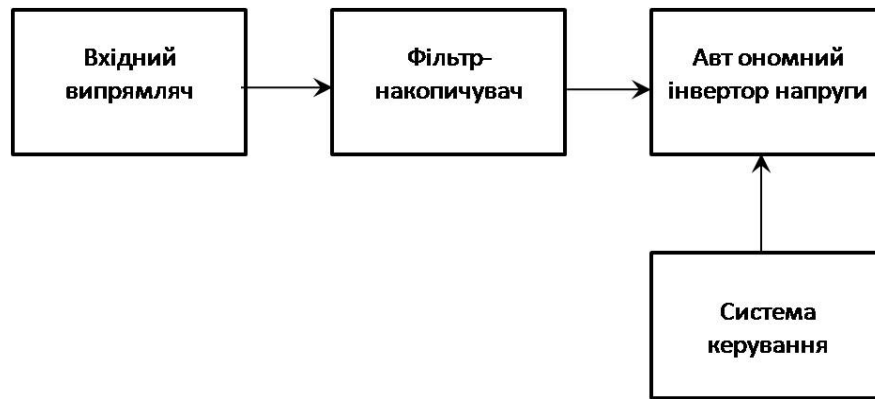 Вхідний
випрямляч
Фільтр-
накопичувач
Авт ономний
інвертор напруги
Система
керування